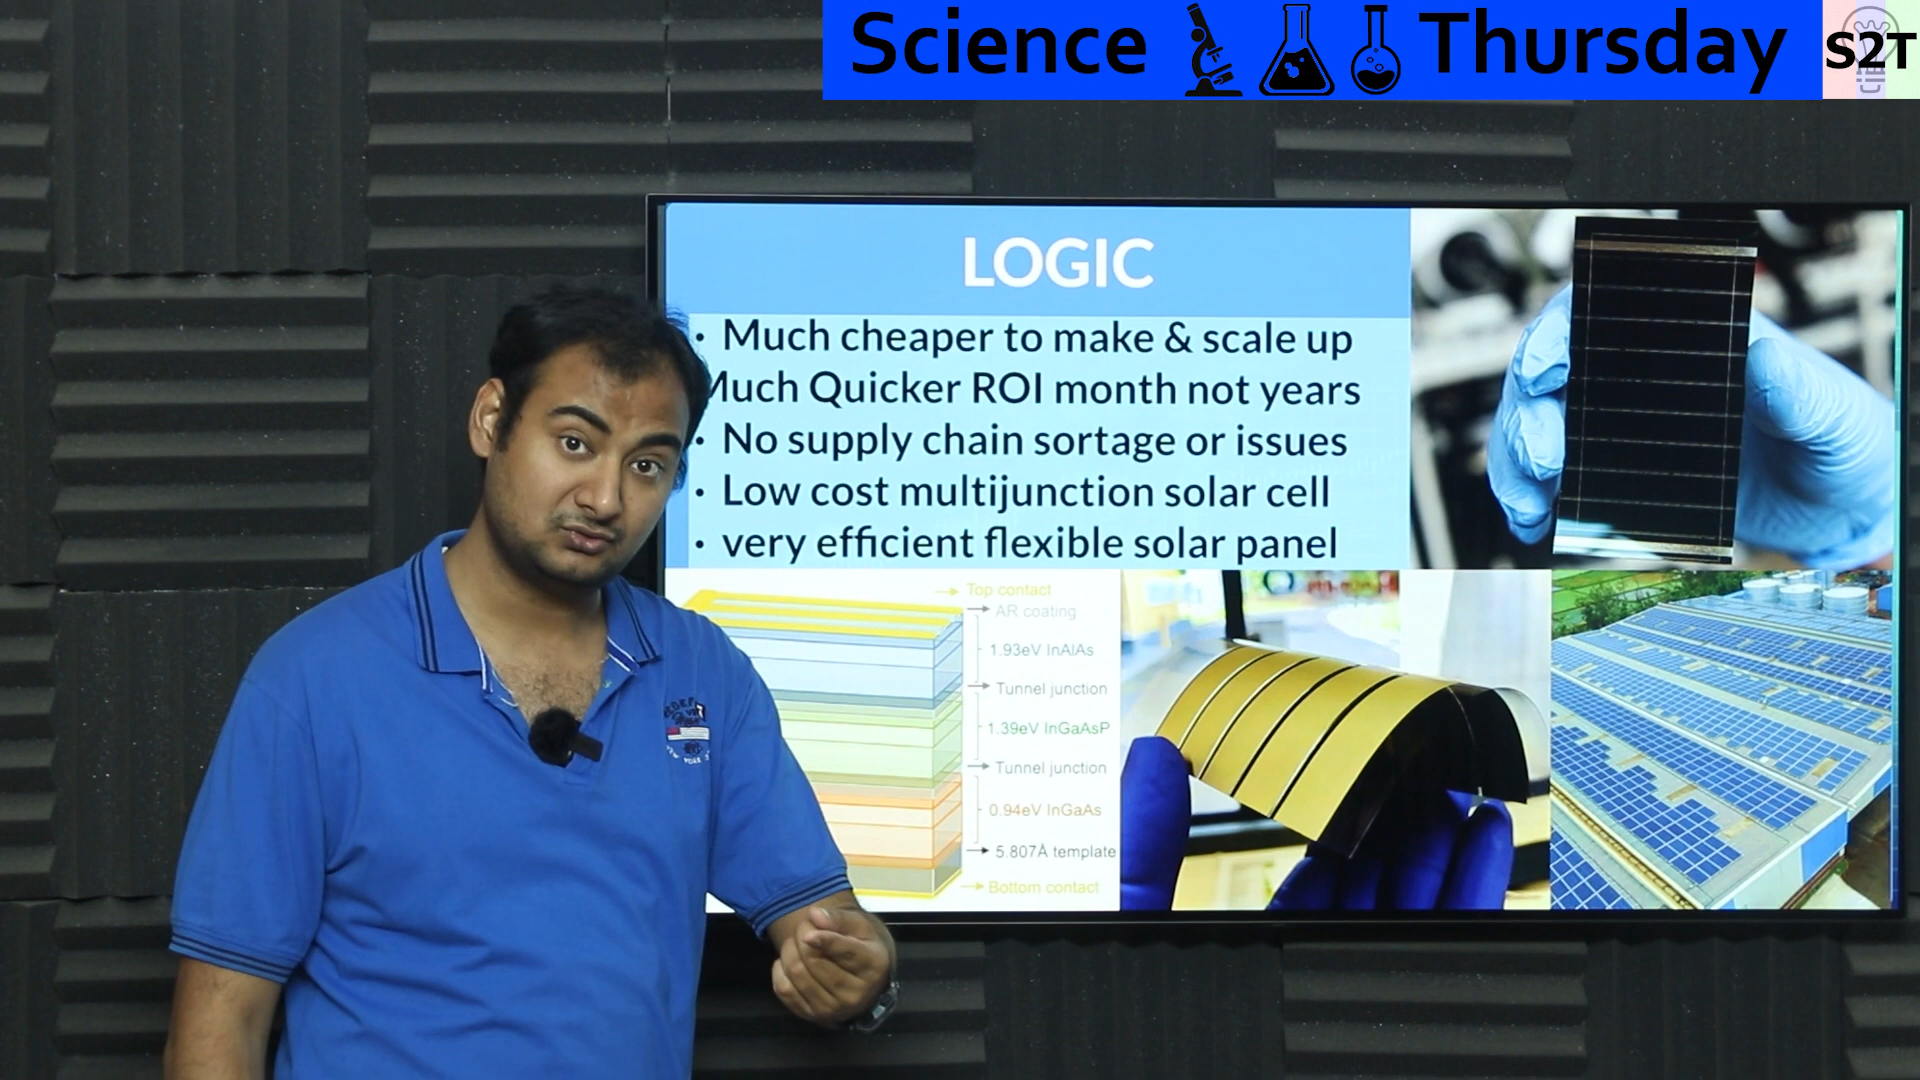 Science Thursday
S2T
LOGIC
• Much cheaper to make & scale up
Much Quicker ROI month not years
• No supply chain sortage or issues
• Low cost multijunction solar cell
• very efficient flexible solar panel
Top contact
AR coating
1.93eV InAlAs
Tunnel junction
1.39eV InGaAsP
Tunnel junction
0.94eV InGaAs
5.807Å template
Bottom contact